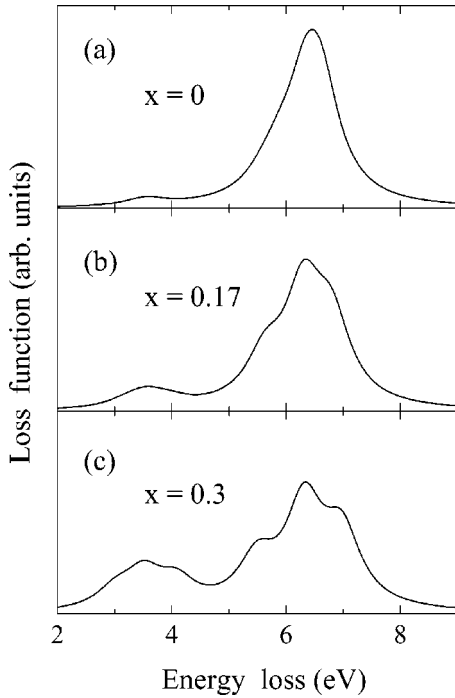 (a)
x = 0
(b)
x = 0.17
(c)
x = 0.3
Loss function (arb. units)
2 4 6 8
Energy loss (eV)